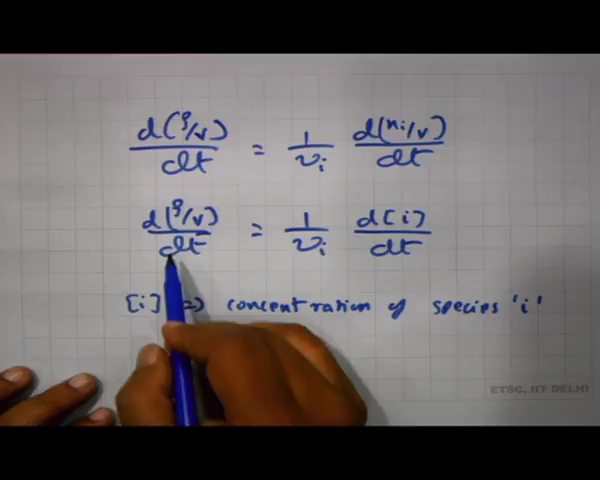 d(ξ/v)/dt = 1/νi d(ni/v)/dt
d(ξ/v)/dt = 1/νi d[i]/dt
[i] => concentration of species 'i'
ETSC, IIT DELHI